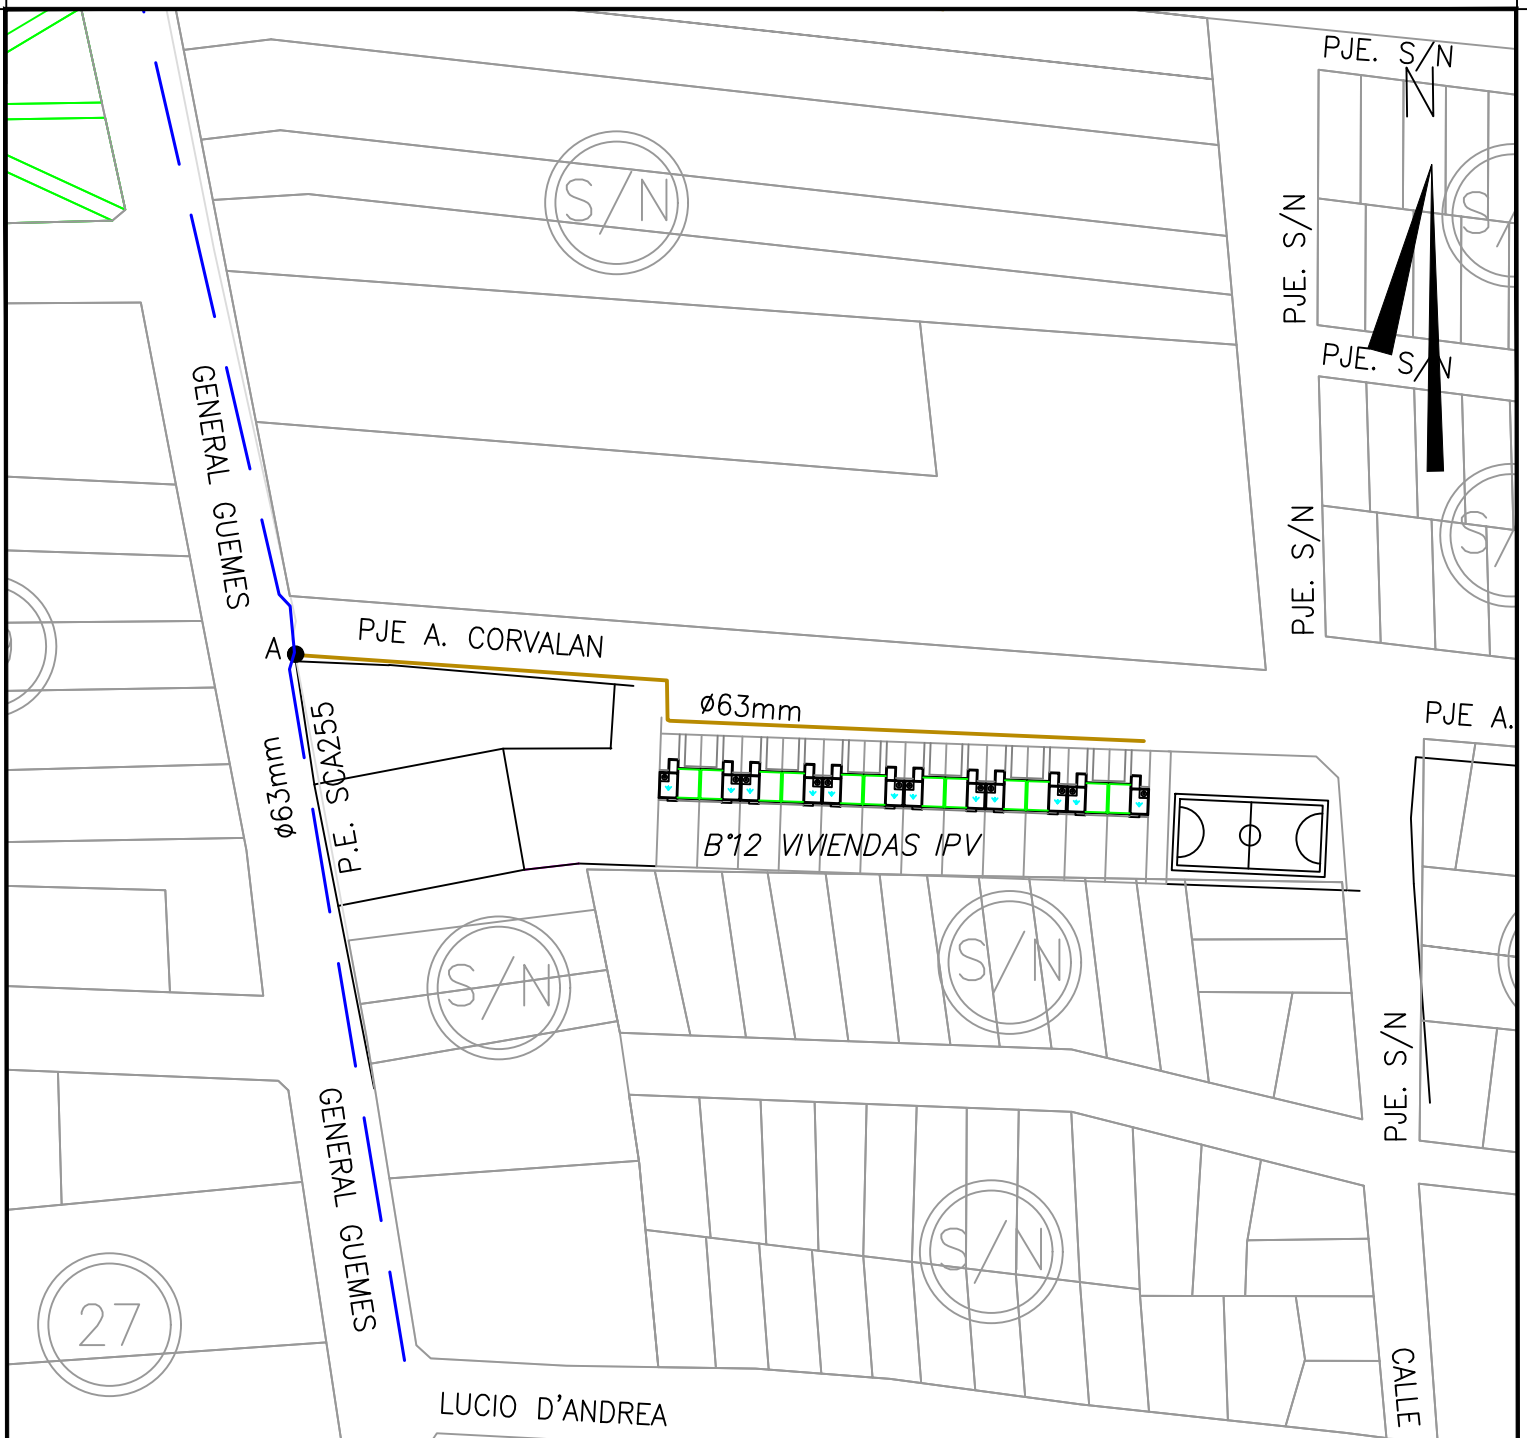 PJE. S/N
N
S/N
PJE. S/N
PJE. S/N
GENERAL GUEMES
PJE. S/N
A
PJE A. CORVALAN
ø63mm
PJE A.
P.E. SCA255
ø63mm
B°12 VIVIENDAS IPV
S/N
S/N
PJE. S/N
GENERAL GUEMES
S/N
27
CALLE
LUCIO D'ANDREA